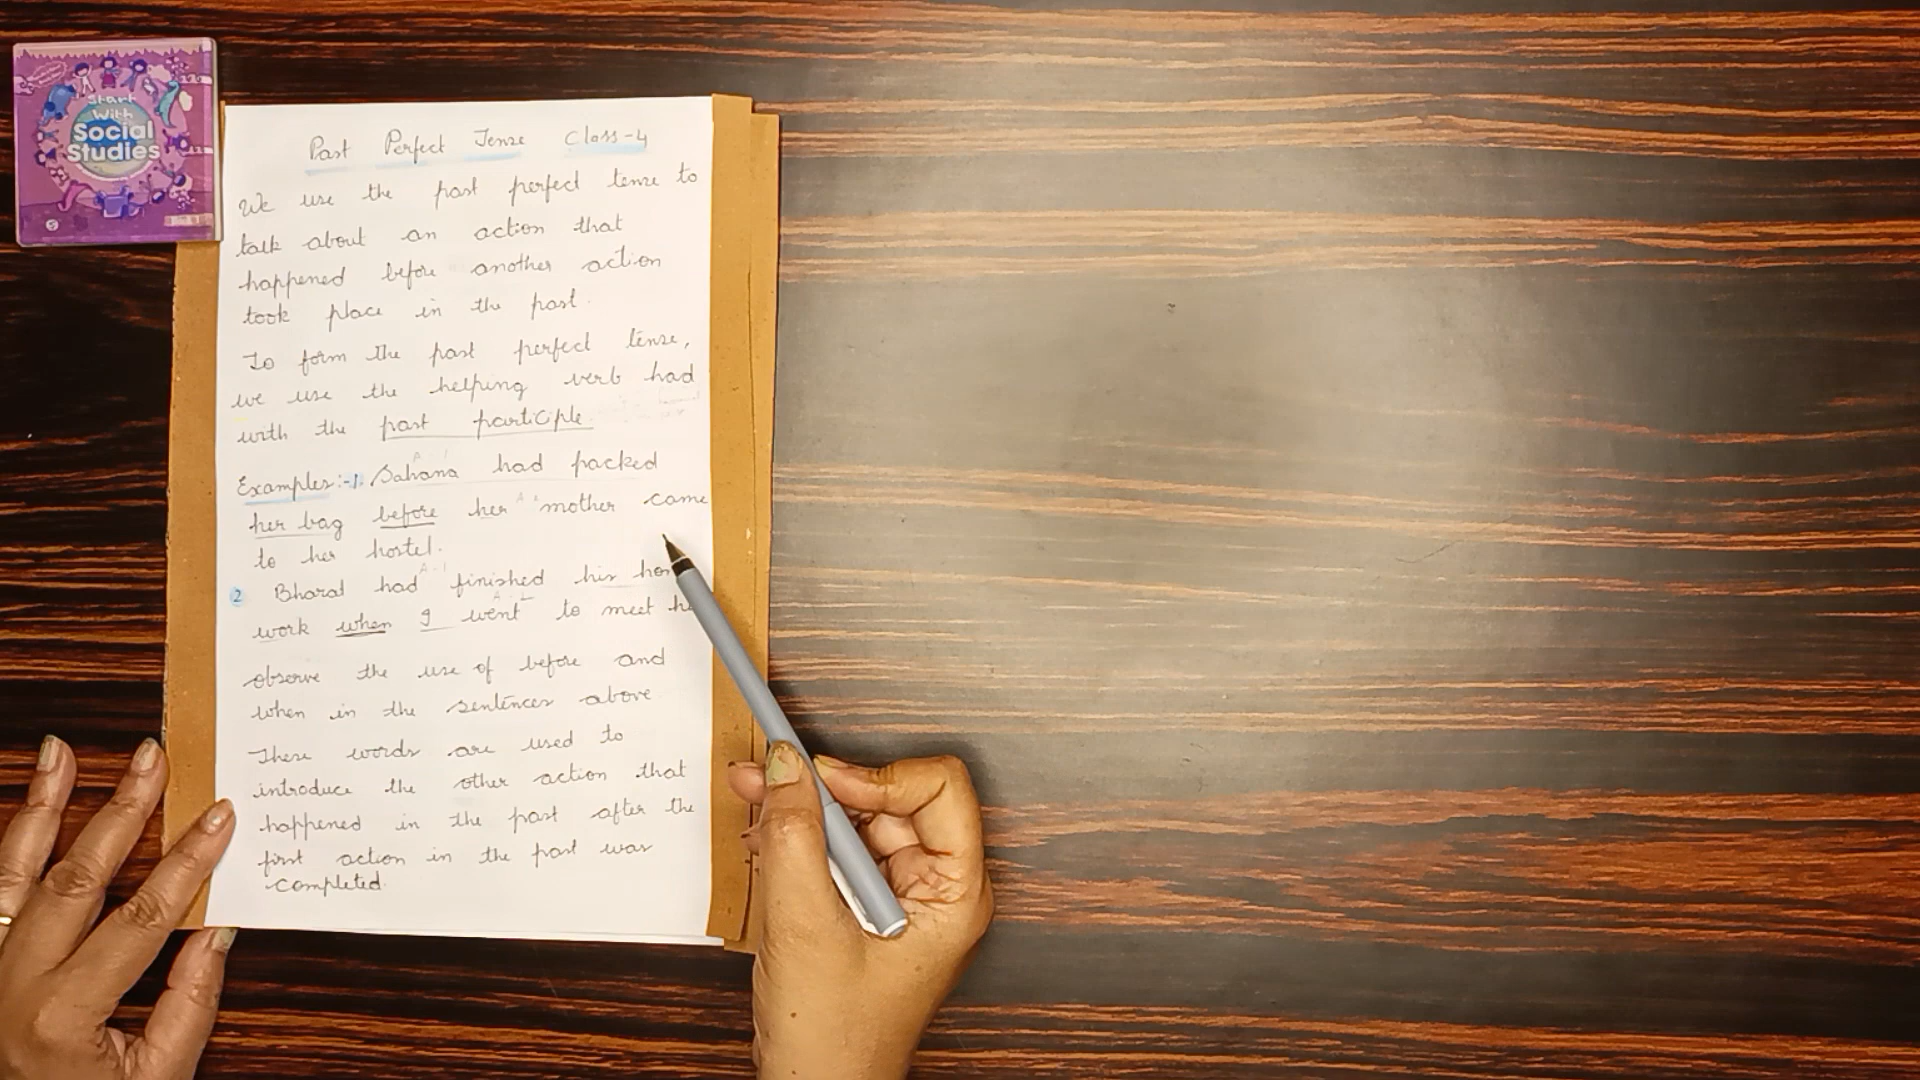 Start
With
Social
Studies
Past Perfect Tense Class-4
We use the past perfect tense to
talk about an action that
happened before another action
took place in the past.
To form the past perfect tense,
we use the helping verb had
with the past participle.
A-1
Examples:-1. Sahana had packed
A-2
her bag before her mother came
to her hostel.
A-1
2 Bharat had finished his
A-2
work when I went to meet
observe the use of before and
when in the sentences above
These words are used to
introduce the other action that
happened in the past after the
first action in the past was
completed.